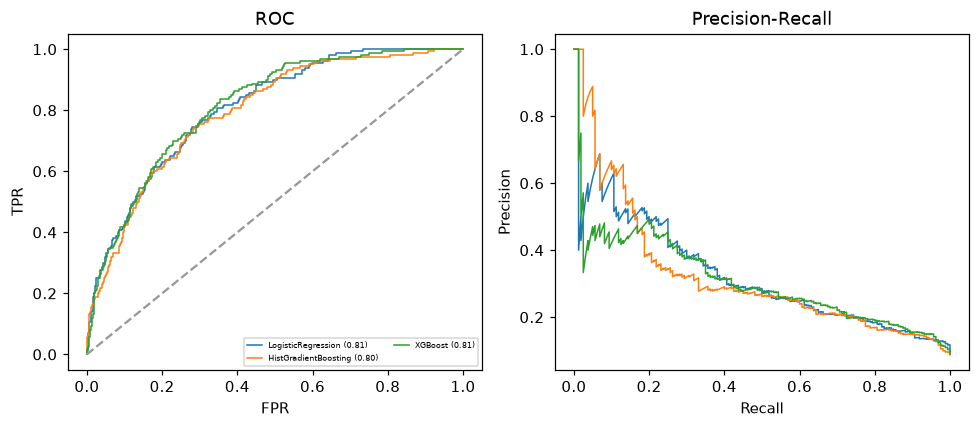 ROC
1.0
0.8
0.6
0.4
0.2
0.0
TPR
0.0 0.2 0.4 0.6 0.8 1.0
FPR
LogisticRegression (0.81)
HistGradientBoosting (0.80)
XGBoost (0.81)
Precision-Recall
1.0
0.8
0.6
0.4
0.2
Precision
0.0 0.2 0.4 0.6 0.8 1.0
Recall